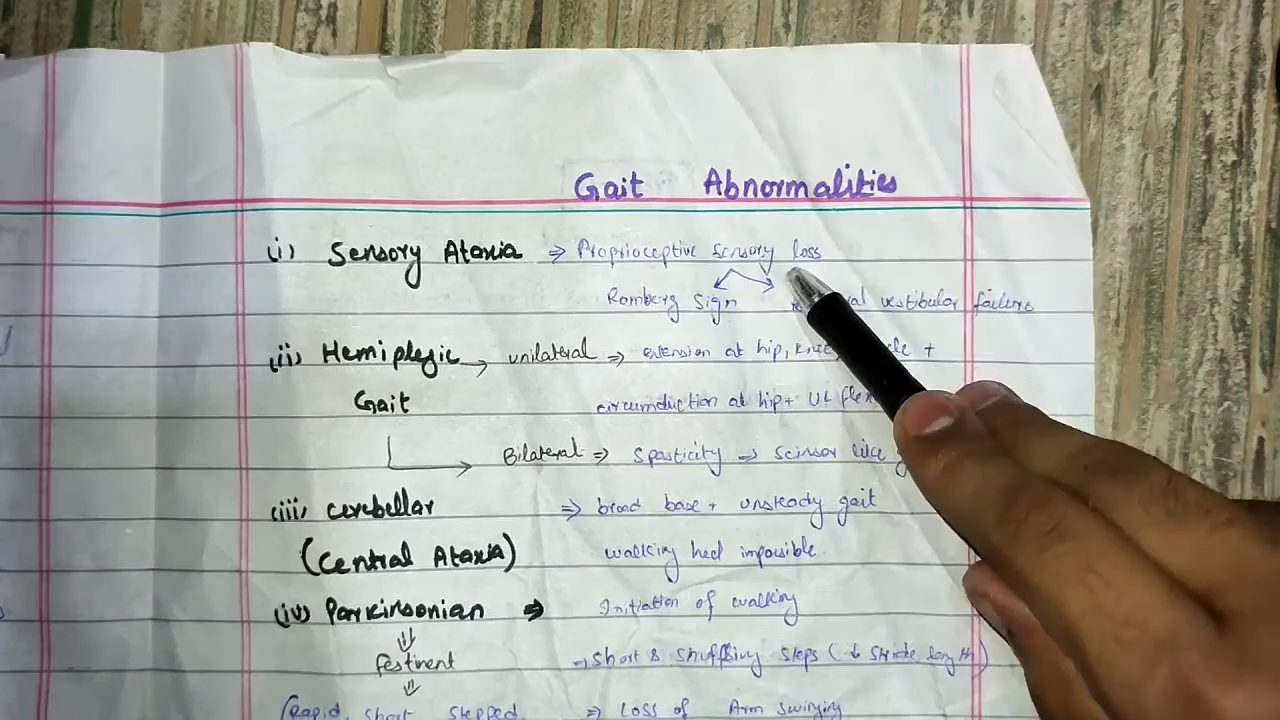 Gait Abnormalities
(i) Sensory Ataxia ⇒ Proprioceptive sensory loss
Romberg Sign vestibular failure
(ii) Hemiplegic → unilateral ⇒ extension at hip, +
Gait circumduction at hip + UL
Bilateral ⇒ Spasticity ⇒ Scissor like
(iii) cerebellar ⇒ broad base + unsteady gait
(Central Ataxia) walking heel impossible
(iv) Parkinsonian ⇒ Initiation of walking
festinent ⇒ Short & Shuffling Steps (↓ Stride length)
(Rapid, short stepped ⇒ Loss of Arm swinging